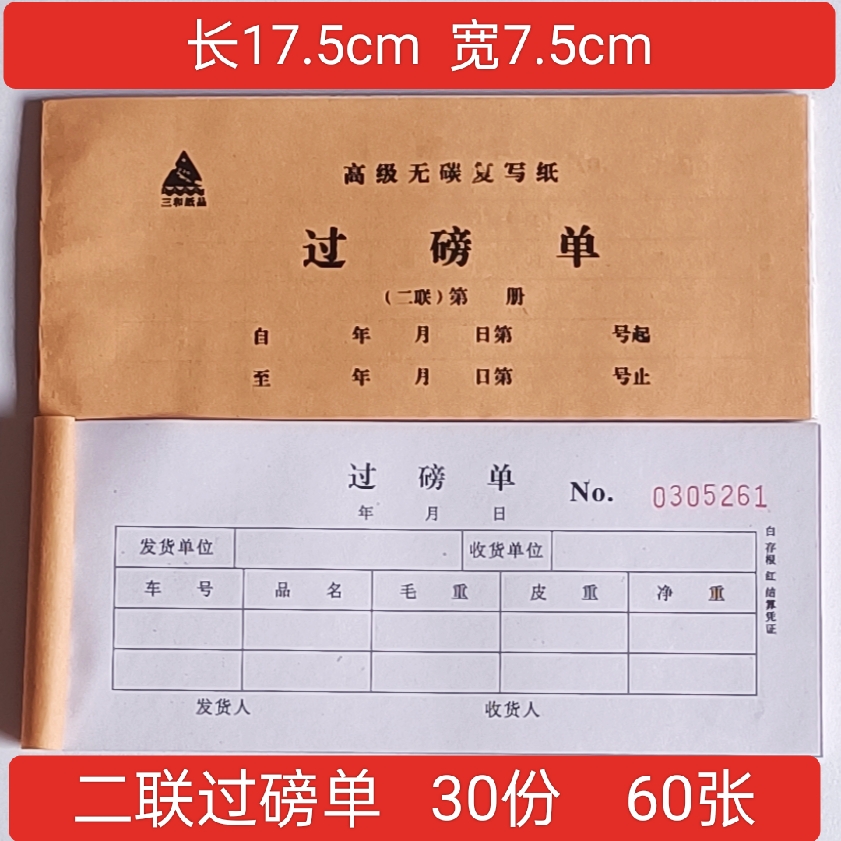 长17.5cm 宽7.5cm
三和纸品
高级无碳复写纸
过磅单
（二联）第 册
自 年 月 日第 号起
至 年 月 日第 号止
过磅单 No. 0305261
年 月 日
发货单位 收货单位
车号 品名 毛重 皮重 净重
发货人 收货人
白存根 红结算凭证
二联过磅单 30份 60张